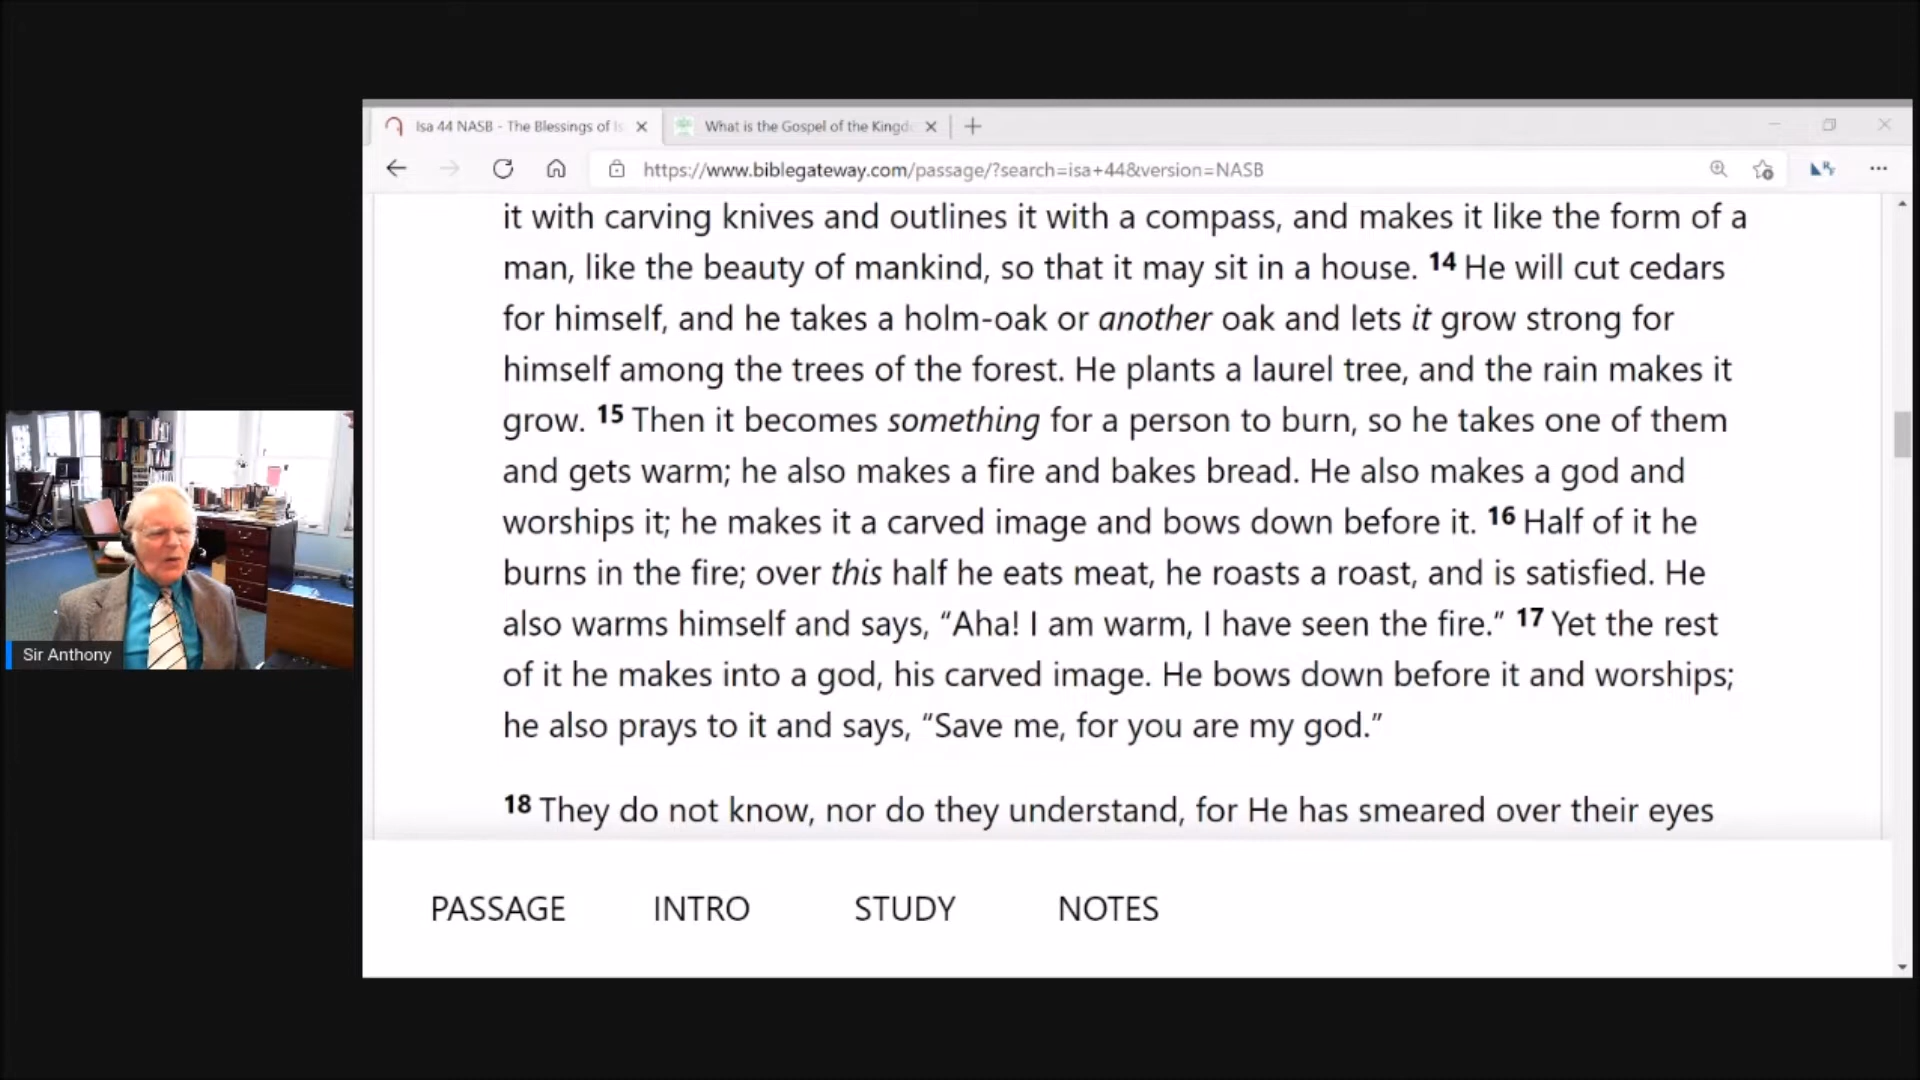 Isa 44 NASB - The Blessings of Is
What is the Gospel of the Kingd
https://www.biblegateway.com/passage/?search=isa+44&version=NASB
it with carving knives and outlines it with a compass, and makes it like the form of a
man, like the beauty of mankind, so that it may sit in a house. 14 He will cut cedars
for himself, and he takes a holm-oak or another oak and lets it grow strong for
himself among the trees of the forest. He plants a laurel tree, and the rain makes it
grow. 15 Then it becomes something for a person to burn, so he takes one of them
and gets warm; he also makes a fire and bakes bread. He also makes a god and
worships it; he makes it a carved image and bows down before it. 16 Half of it he
burns in the fire; over this half he eats meat, he roasts a roast, and is satisfied. He
also warms himself and says, “Aha! I am warm, I have seen the fire.” 17 Yet the rest
of it he makes into a god, his carved image. He bows down before it and worships;
he also prays to it and says, “Save me, for you are my god.”
18 They do not know, nor do they understand, for He has smeared over their eyes
PASSAGE INTRO STUDY NOTES
Sir Anthony